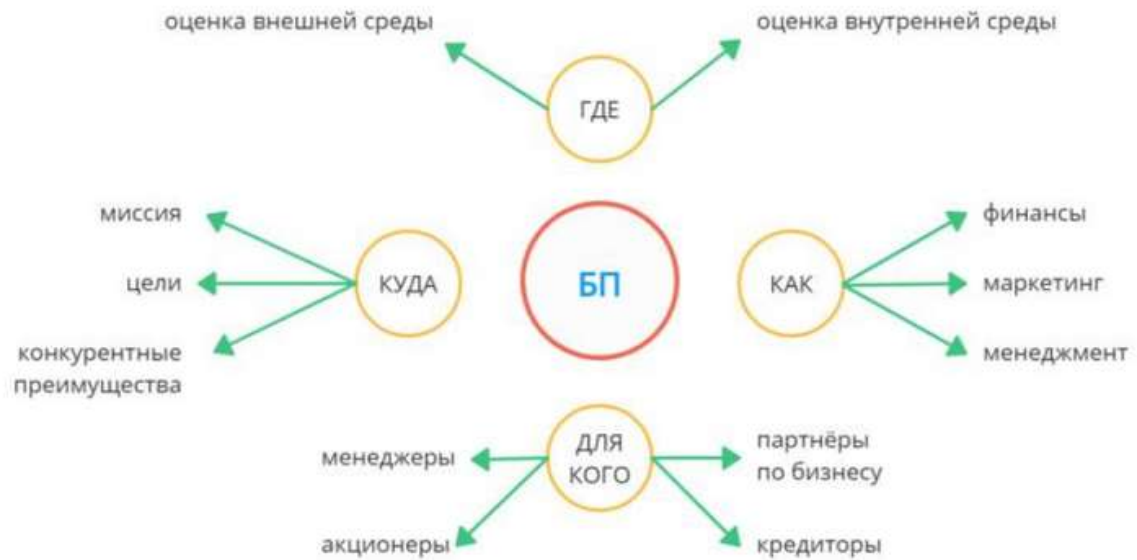 оценка внешней среды
оценка внутренней среды
ГДЕ
миссия
цели
конкурентные
преимущества
КУДА
БП
КАК
финансы
маркетинг
менеджмент
ДЛЯ
КОГО
менеджеры
акционеры
партнёры
по бизнесу
кредиторы